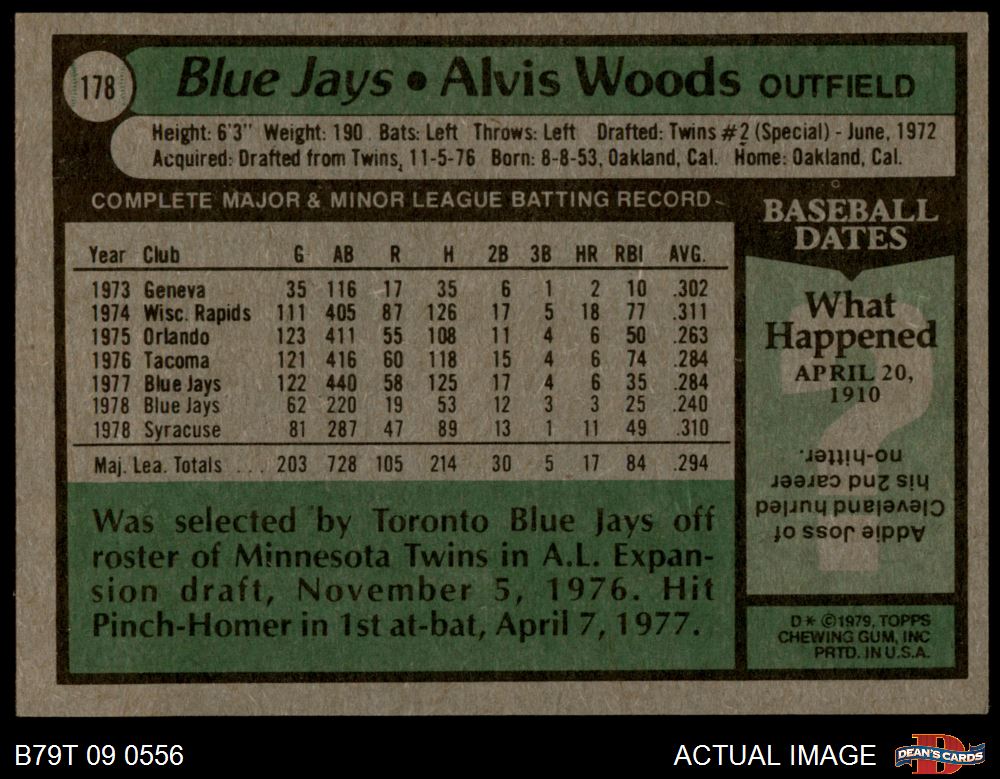 178
Blue Jays • Alvis Woods OUTFIELD
Height: 6'3" Weight: 190 Bats: Left Throws: Left Drafted: Twins #2 (Special) - June, 1972
Acquired: Drafted from Twins, 11-5-76 Born: 8-8-53, Oakland, Cal. Home: Oakland, Cal.
COMPLETE MAJOR & MINOR LEAGUE BATTING RECORD
Year Club G AB R H 2B 3B HR RBI AVG.
1973 Geneva 35 116 17 35 6 1 2 10 .302
1974 Wisc. Rapids 111 405 87 126 17 5 18 77 .311
1975 Orlando 123 411 55 108 11 4 6 50 .263
1976 Tacoma 121 416 60 118 15 4 6 74 .284
1977 Blue Jays 122 440 58 125 17 4 6 35 .284
1978 Blue Jays 62 220 19 53 12 3 3 25 .240
1978 Syracuse 81 287 47 89 13 1 11 49 .310
Maj. Lea. Totals ... 203 728 105 214 30 5 17 84 .294
Was selected by Toronto Blue Jays off
roster of Minnesota Twins in A.L. Expan-
sion draft, November 5, 1976. Hit
Pinch-Homer in 1st at-bat, April 7, 1977.
BASEBALL
DATES
What
Happened
APRIL 20,
1910
Addie Joss of
Cleveland hurled
his 2nd career
no-hitter.
D* ©1979, TOPPS
CHEWING GUM, INC
PRTD. IN U.S.A.
B79T 09 0556
ACTUAL IMAGE
DEAN'S CARDS